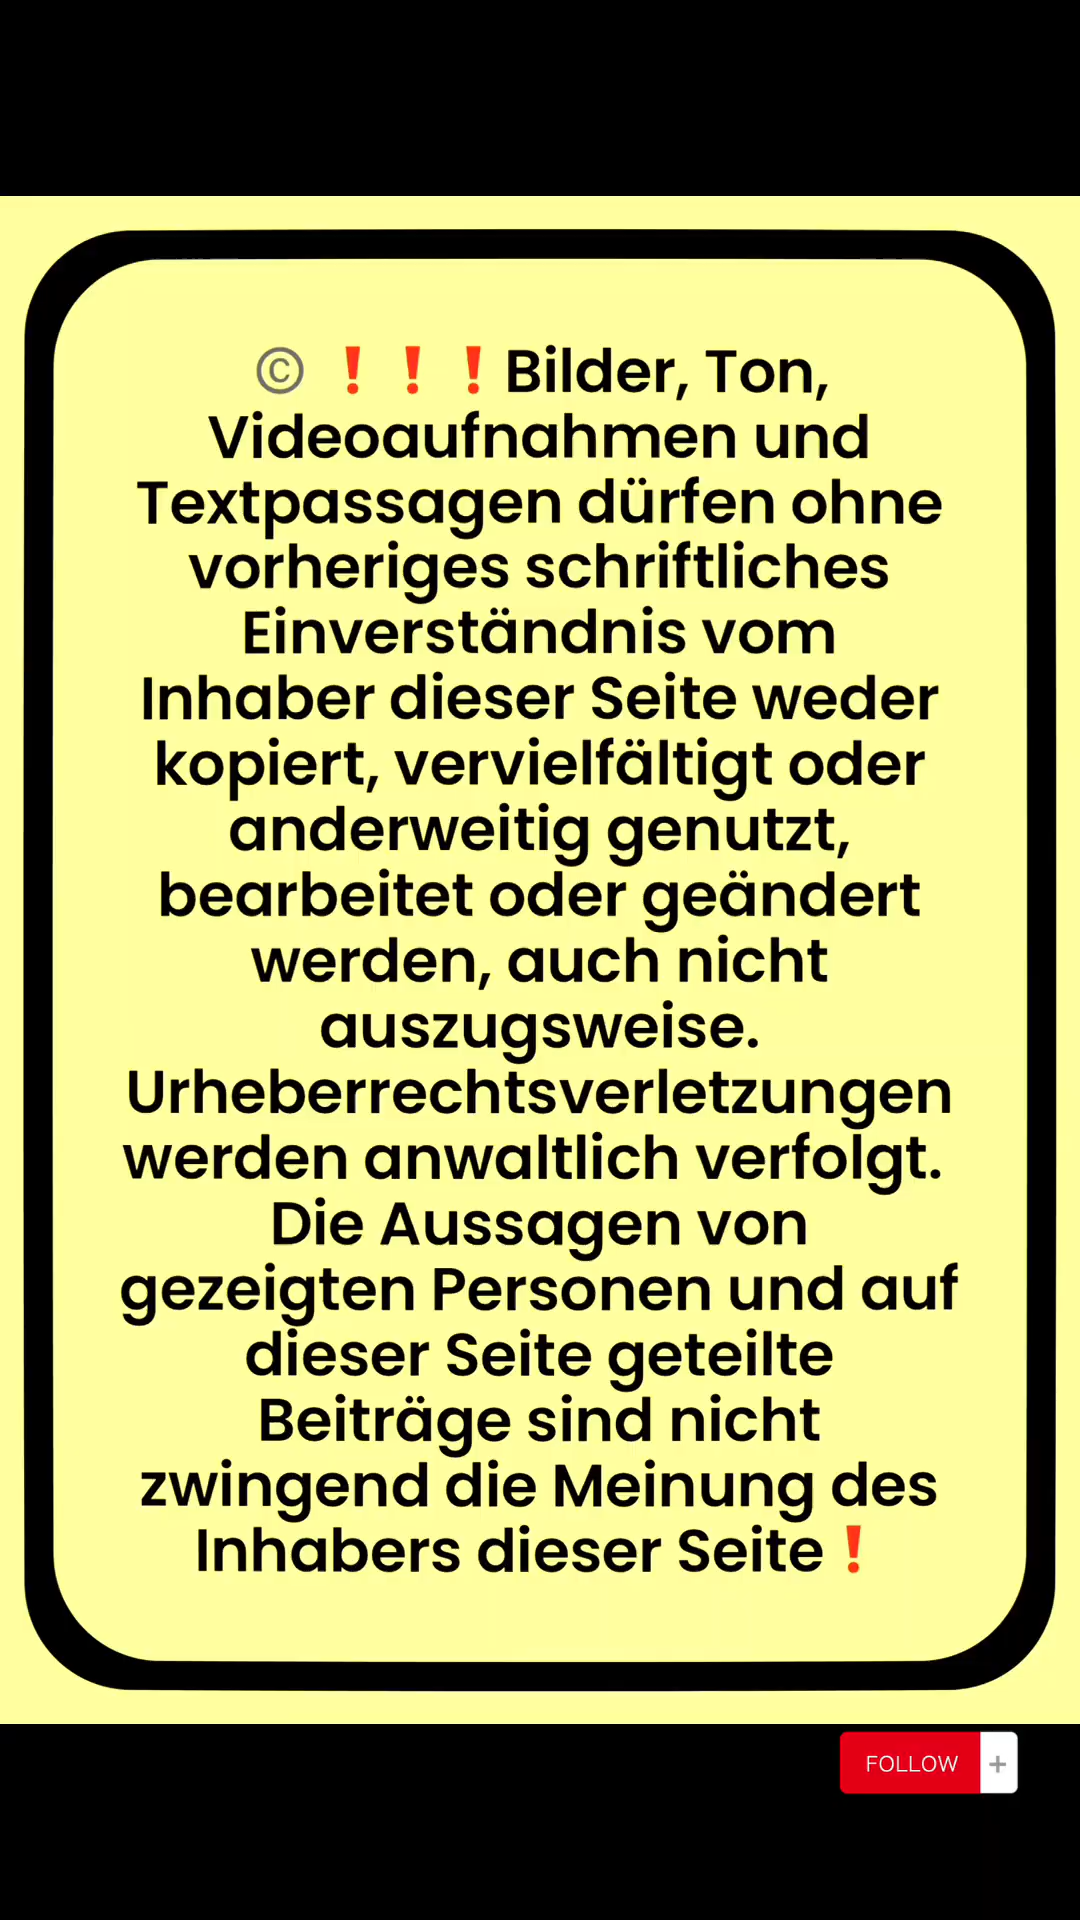 © ❗❗❗Bilder, Ton,
Videoaufnahmen und
Textpassagen dürfen ohne
vorheriges schriftliches
Einverständnis vom
Inhaber dieser Seite weder
kopiert, vervielfältigt oder
anderweitig genutzt,
bearbeitet oder geändert
werden, auch nicht
auszugsweise.
Urheberrechtsverletzungen
werden anwaltlich verfolgt.
Die Aussagen von
gezeigten Personen und auf
dieser Seite geteilte
Beiträge sind nicht
zwingend die Meinung des
Inhabers dieser Seite❗
FOLLOW +